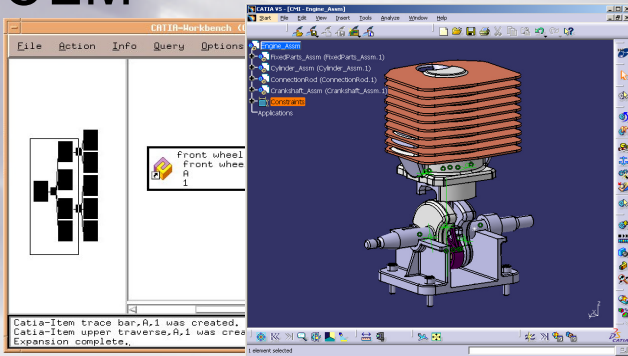 CATIA-Workbench (C
File Action Info Query Options
front wheel
front whee
A
1
Catia-Item trace bar,A,1 was created.
Catia-Item upper traverse,A,1 was crea
Expansion complete.
CATIA V5 - [CMI - Engine_Assm]
Start File Edit View Insert Tools Analyze Window Help
Engine_Assm
FixedParts_Assm (FixedParts_Assm.1)
Cylinder_Assm (Cylinder_Assm.1)
ConnectionRod (ConnectionRod.1)
Crankshaft_Assm (Crankshaft_Assm.1)
Constraints
Applications
1 element selected
CATIA